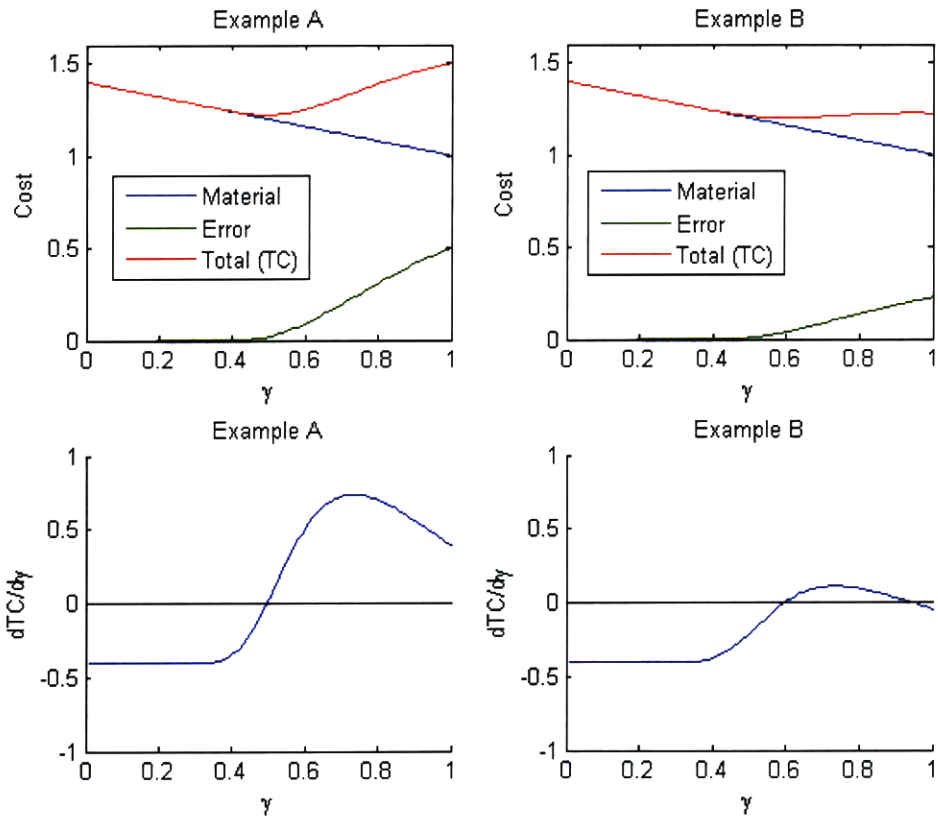 Example A
1.5
1
0.5
0
Cost
Material
Error
Total (TC)
0 0.2 0.4 0.6 0.8 1
γ
Example B
1.5
1
0.5
0
Cost
Material
Error
Total (TC)
0 0.2 0.4 0.6 0.8 1
γ
Example A
1
0.5
0
-0.5
-1
dTC/dγ
0 0.2 0.4 0.6 0.8 1
γ
Example B
1
0.5
0
-0.5
-1
dTC/dγ
0 0.2 0.4 0.6 0.8 1
γ